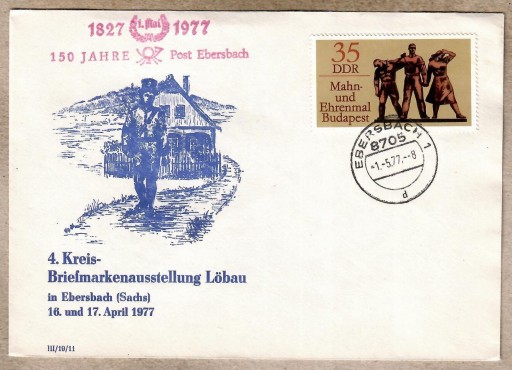 1827 1. Mai 1977
150 JAHRE Post Ebersbach
35
DDR
Mahn-
und
Ehrenmal
Budapest
EBERSBACH 1
8705
-1.-5.77.--8
d
4. Kreis-
Briefmarkenausstellung Löbau
in Ebersbach (Sachs)
16. und 17. April 1977
III/19/11